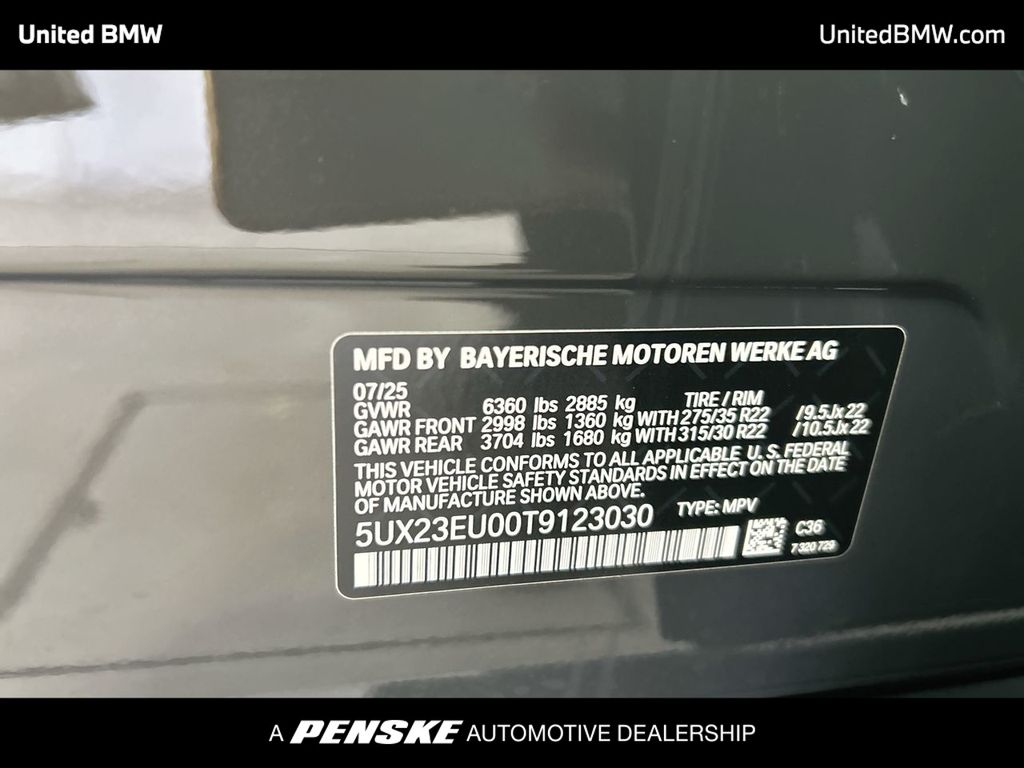 United BMW
UnitedBMW.com
MFD BY BAYERISCHE MOTOREN WERKE AG
07/25
GVWR 6360 lbs 2885 kg TIRE / RIM
GAWR FRONT 2998 lbs 1360 kg WITH 275/35 R22 /9.5Jx22
GAWR REAR 3704 lbs 1680 kg WITH 315/30 R22 /10.5Jx22
THIS VEHICLE CONFORMS TO ALL APPLICABLE U. S. FEDERAL
MOTOR VEHICLE SAFETY STANDARDS IN EFFECT ON THE DATE
OF MANUFACTURE SHOWN ABOVE.
5UX23EU00T9123030 TYPE: MPV
C36
7 320 729
A PENSKE AUTOMOTIVE DEALERSHIP